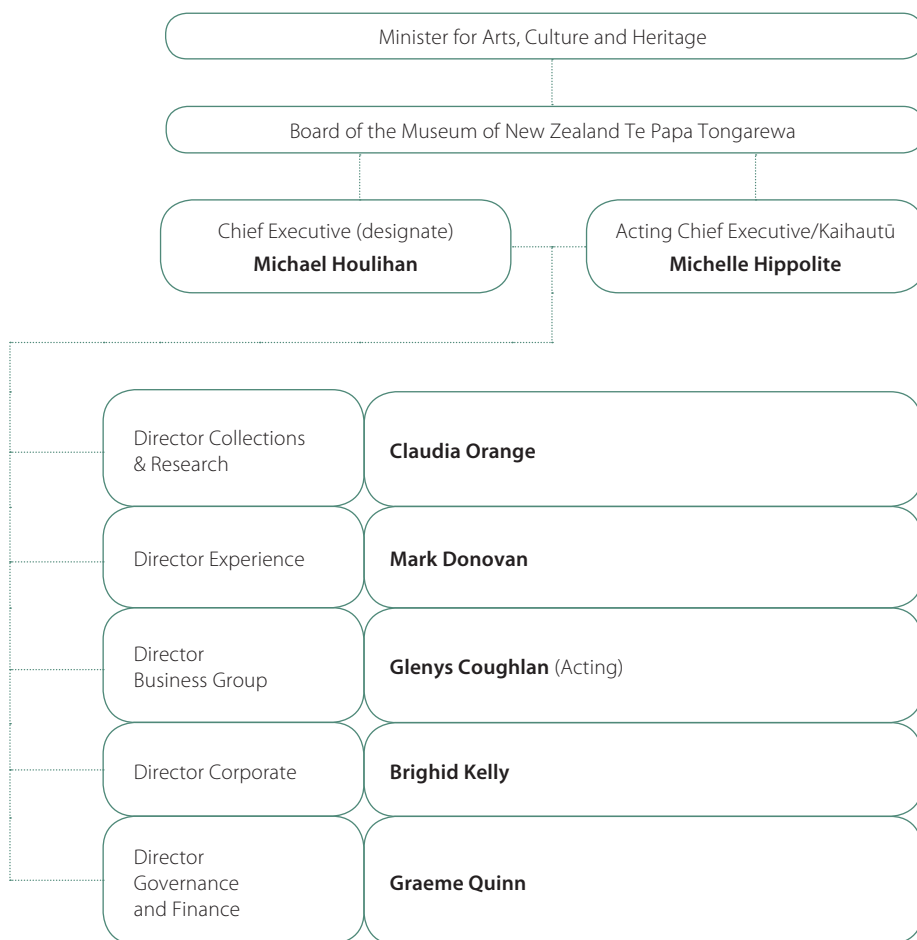 Minister for Arts, Culture and Heritage
Board of the Museum of New Zealand Te Papa Tongarewa
Chief Executive (designate)
Michael Houlihan
Acting Chief Executive/Kaihautū
Michelle Hippolite
Director Collections
& Research
Claudia Orange
Director Experience
Mark Donovan
Director
Business Group
Glenys Coughlan (Acting)
Director Corporate
Brighid Kelly
Director
Governance
and Finance
Graeme Quinn